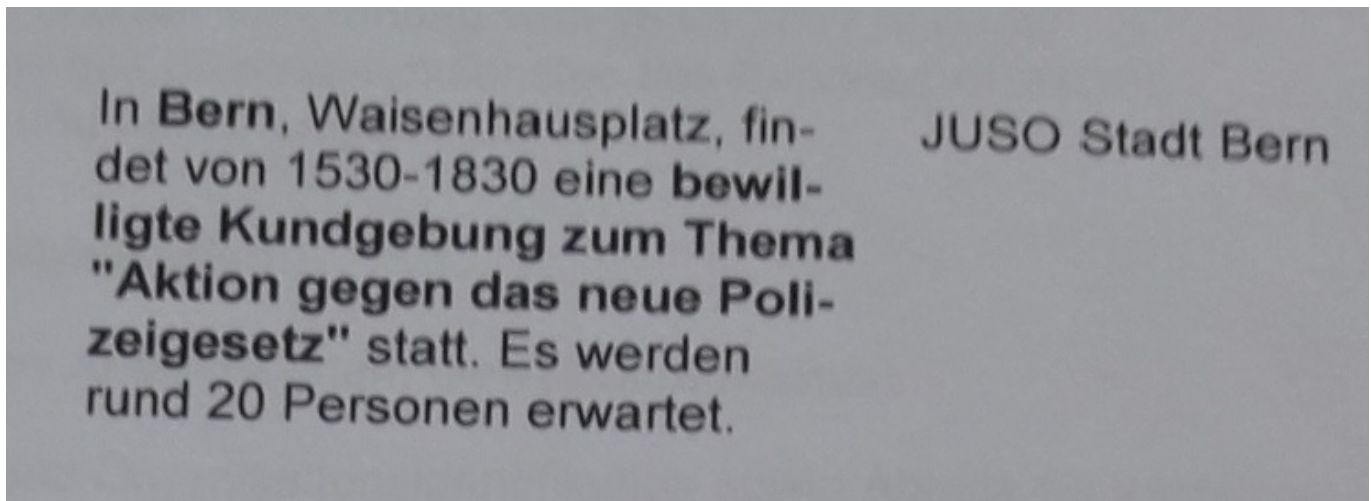 In Bern, Waisenhausplatz, fin-
det von 1530-1830 eine bewil-
ligte Kundgebung zum Thema
"Aktion gegen das neue Poli-
zeigesetz" statt. Es werden
rund 20 Personen erwartet.
JUSO Stadt Bern